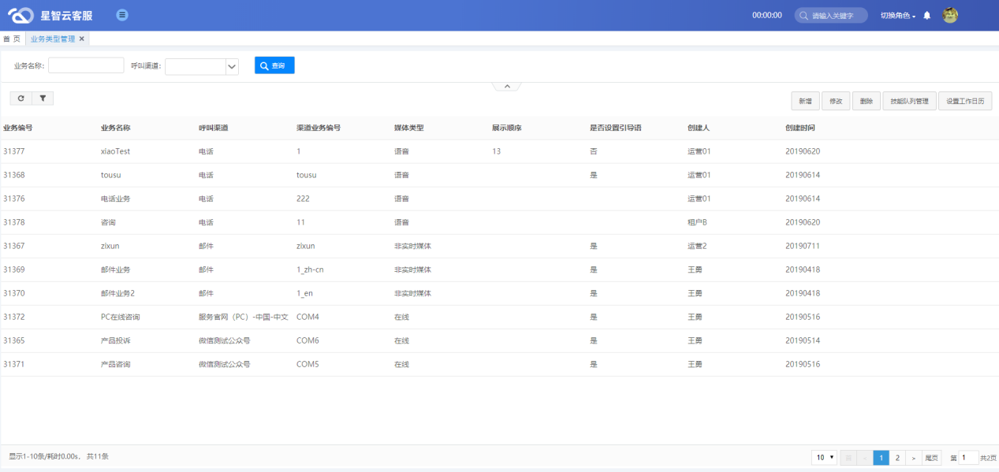 星智云客服 00:00:00 请输入关键字 切换角色
首 页 业务类型管理 ×
业务名称: 呼叫渠道: 查询
新增 修改 删除 技能队列管理 设置工作日历
业务编号 业务名称 呼叫渠道 渠道业务编号 媒体类型 展示顺序 是否设置引导语 创建人 创建时间
31377 xiaoTest 电话 1 语音 13 否 运营01 20190620
31368 tousu 电话 tousu 语音 是 运营01 20190614
31376 电话业务 电话 222 语音 运营01 20190614
31378 咨询 电话 11 语音 租户B 20190620
31367 zixun 邮件 zixun 非实时媒体 是 运营2 20190711
31369 邮件业务 邮件 1_zh-cn 非实时媒体 是 王勇 20190418
31370 邮件业务2 邮件 1_en 非实时媒体 是 王勇 20190418
31372 PC在线咨询 服务官网（PC）-中国-中文 COM4 在线 是 王勇 20190516
31365 产品投诉 微信测试公众号 COM6 在线 是 王勇 20190514
31371 产品咨询 微信测试公众号 COM5 在线 是 王勇 20190516
显示1-10条/耗时0.00s， 共11条 10 1 2 > 尾页 第 1 共2页